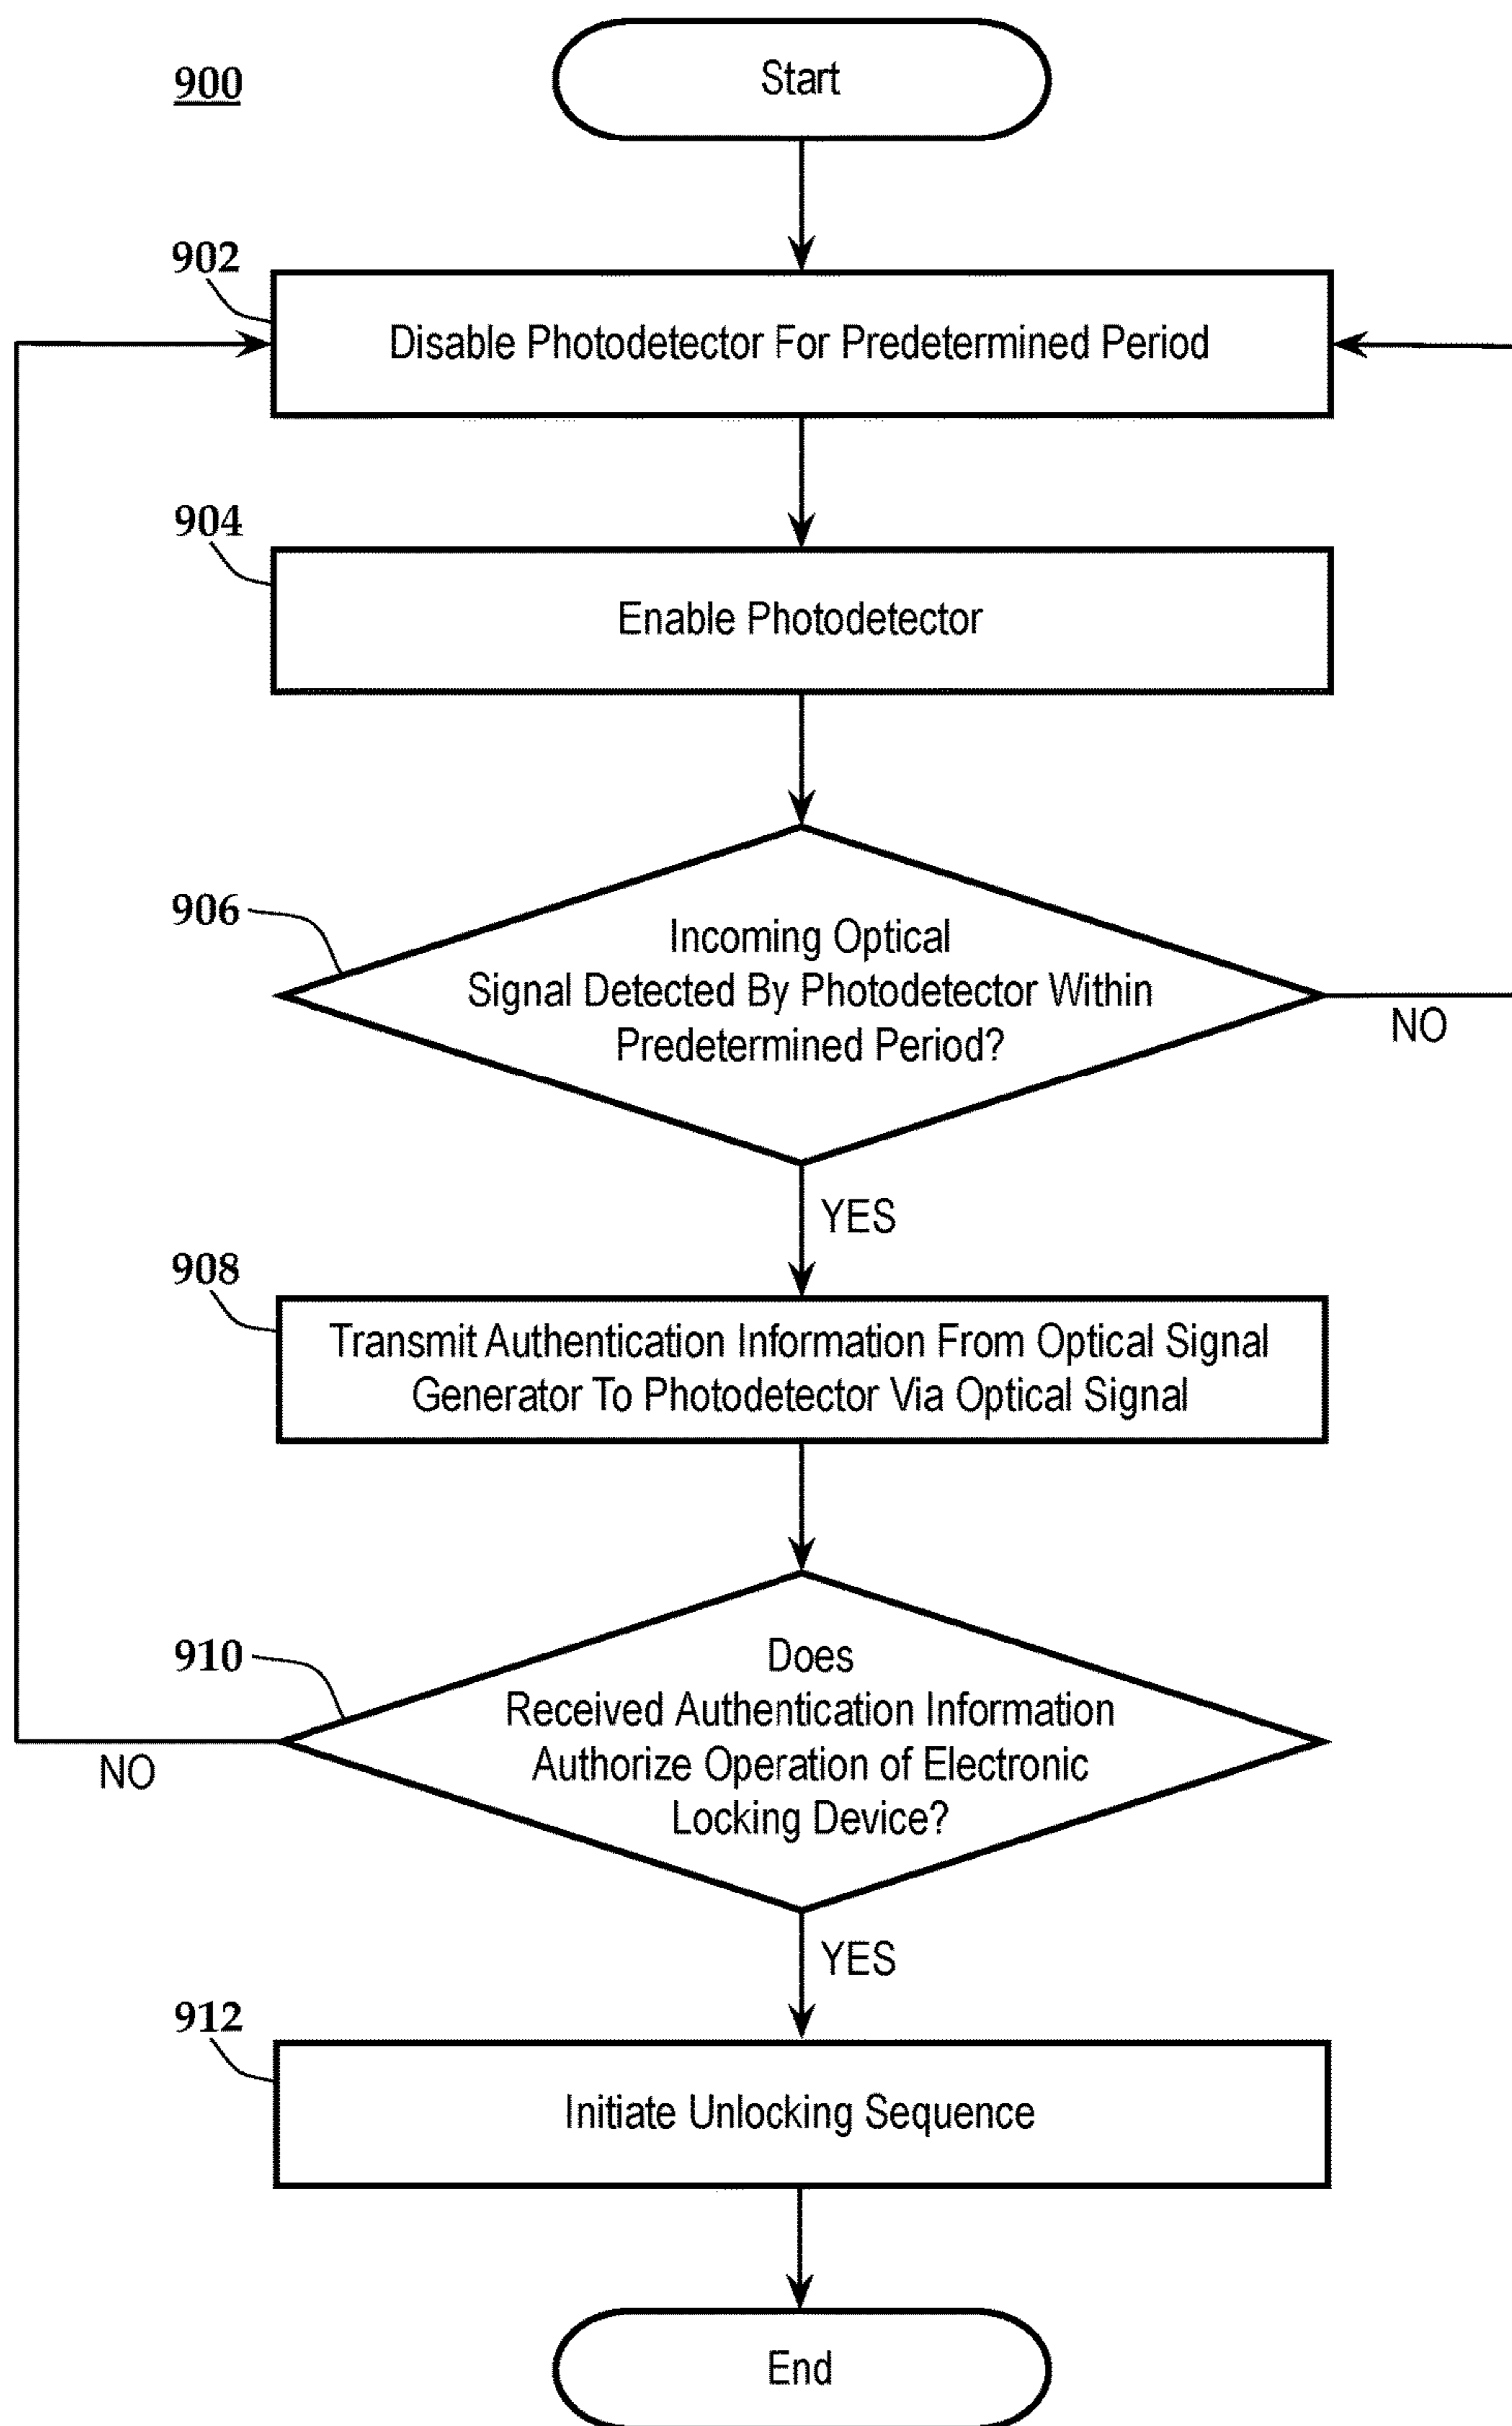 900
Start
902
Disable Photodetector For Predetermined Period
904
Enable Photodetector
906
Incoming Optical
Signal Detected By Photodetector Within
Predetermined Period?
NO
YES
908
Transmit Authentication Information From Optical Signal
Generator To Photodetector Via Optical Signal
910
Does
Received Authentication Information
Authorize Operation of Electronic
Locking Device?
NO
YES
912
Initiate Unlocking Sequence
End